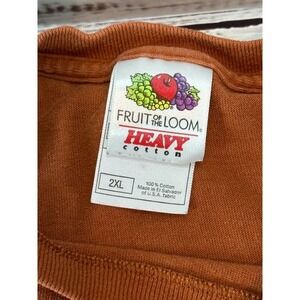 FRUIT OF THE LOOM®
HEAVY
cotton
2XL
100% Cotton
Made in El Salvador
of U.S.A. fabric